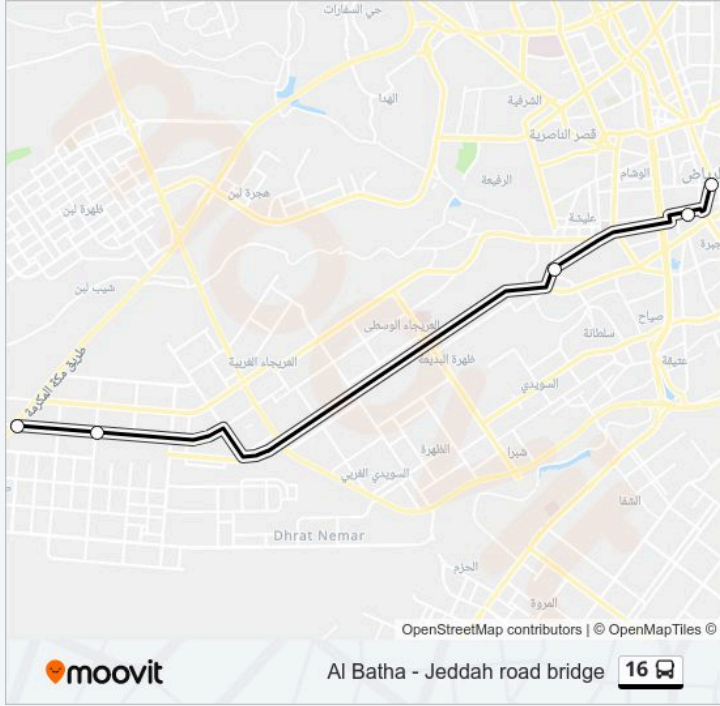 حي السفارات
الهدا
الشرفية
قصر الناصرية
الوشام
الرفيعة
هجرة لبن
ظهرة لبن
عليشة
شيب لبن
صياح
سلطانة
العريجاء الوسطى
العريجاء الغربية
ظهرة البديعة
عتيقة
السويدي
طريق مكة المكرمة
الظهرة
شبرا
السويدي الغربي
الشفا
Dhrat Nemar
الحزم
المروة
OpenStreetMap contributors | © OpenMapTiles ©
moovit
Al Batha - Jeddah road bridge
16